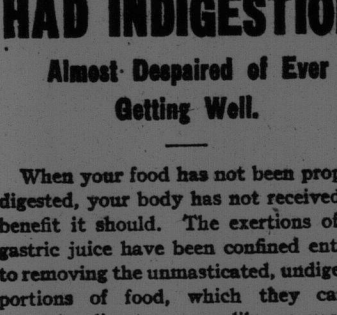 HAD INDIGESTIO
Almost Despaired of Ever
Getting Well.
When your food has not been prop
digested, your body has not received
benefit it should. The exertions of
gastric juice have been confined ent
to removing the unmasticated, undige
portions of food, which they ca